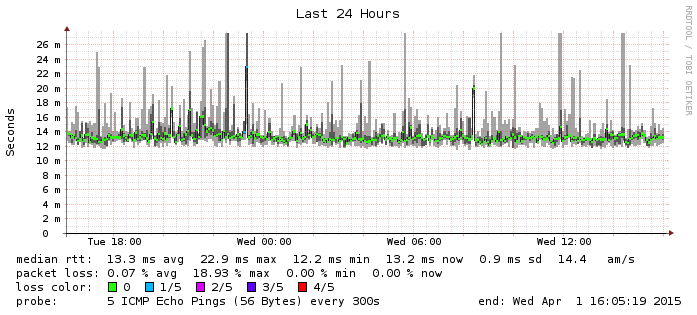 Last 24 Hours
RRDTOOL / TOBI OETIKER
Seconds
26 m
24 m
22 m
20 m
18 m
16 m
14 m
12 m
10 m
8 m
6 m
4 m
2 m
0
Tue 18:00 Wed 00:00 Wed 06:00 Wed 12:00
median rtt: 13.3 ms avg 22.9 ms max 12.2 ms min 13.2 ms now 0.9 ms sd 14.4 am/s
packet loss: 0.07 % avg 18.93 % max 0.00 % min 0.00 % now
loss color: 0 1/5 2/5 3/5 4/5
probe: 5 ICMP Echo Pings (56 Bytes) every 300s end: Wed Apr 1 16:05:19 2015